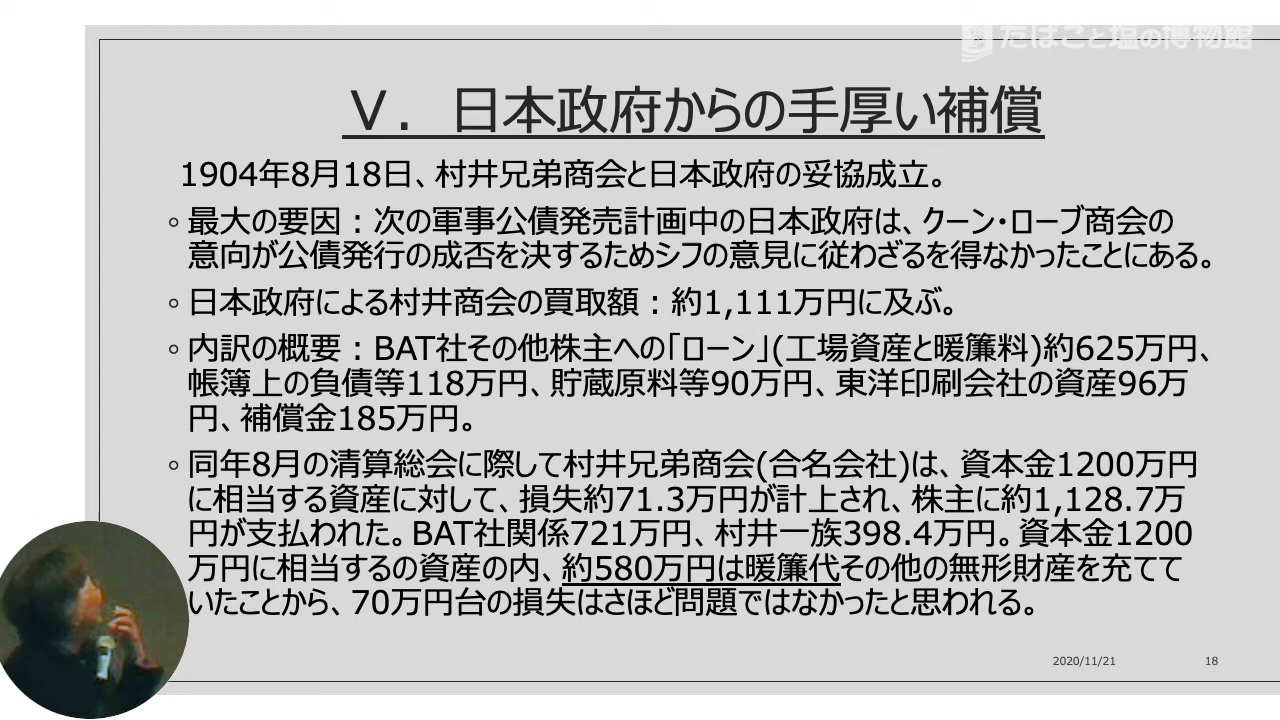 たばこと塩の博物館
Ⅴ．日本政府からの手厚い補償
1904年8月18日、村井兄弟商会と日本政府の妥協成立。
◦ 最大の要因：次の軍事公債発売計画中の日本政府は、クーン・ローブ商会の
意向が公債発行の成否を決するためシフの意見に従わざるを得なかったことにある。
◦ 日本政府による村井商会の買取額：約1,111万円に及ぶ。
◦ 内訳の概要：BAT社その他株主への「ローン」(工場資産と暖簾料)約625万円、
帳簿上の負債等118万円、貯蔵原料等90万円、東洋印刷会社の資産96万
円、補償金185万円。
◦ 同年8月の清算総会に際して村井兄弟商会(合名会社)は、資本金1200万円
に相当する資産に対して、損失約71.3万円が計上され、株主に約1,128.7万
円が支払われた。BAT社関係721万円、村井一族398.4万円。資本金1200
万円に相当するの資産の内、約580万円は暖簾代その他の無形財産を充てて
いたことから、70万円台の損失はさほど問題ではなかったと思われる。
2020/11/21
18